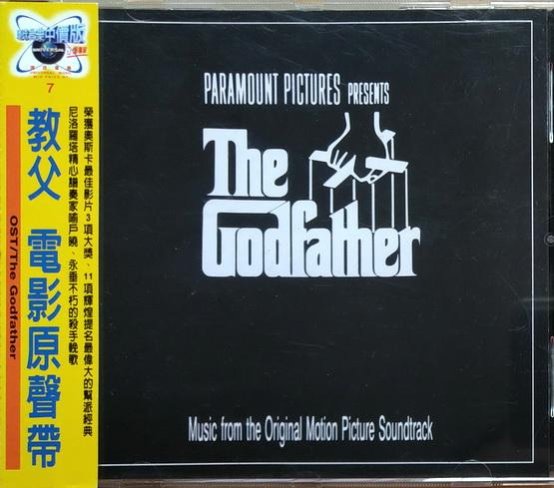 中價版
UNIVERSAL
7
教父 電影原聲帶
OST/The Godfather
榮獲奧斯卡最佳影片3項大獎、11項輝煌提名最偉大的幫派經典
尼洛羅塔精心譜奏家喻戶曉、永垂不朽的殺手輓歌
PARAMOUNT PICTURES PRESENTS
The
Godfather
Music from the Original Motion Picture Soundtrack